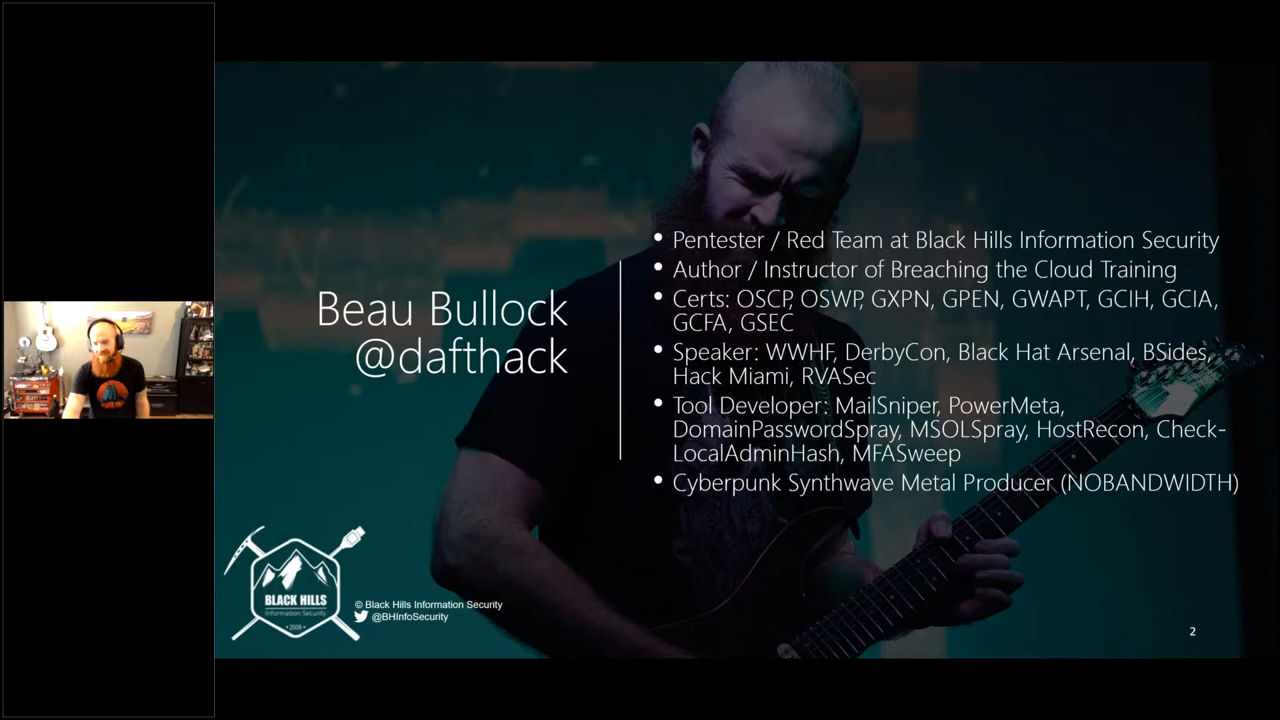 Beau Bullock
@dafthack
• Pentester / Red Team at Black Hills Information Security
• Author / Instructor of Breaching the Cloud Training
• Certs: OSCP, OSWP, GXPN, GPEN, GWAPT, GCIH, GCIA,
GCFA, GSEC
• Speaker: WWHF, DerbyCon, Black Hat Arsenal, BSides,
Hack Miami, RVASec
• Tool Developer: MailSniper, PowerMeta,
DomainPasswordSpray, MSOLSpray, HostRecon, Check-
LocalAdminHash, MFASweep
• Cyberpunk Synthwave Metal Producer (NOBANDWIDTH)
BLACK HILLS
Information Security
• 2008 •
© Black Hills Information Security
@BHInfoSecurity
2